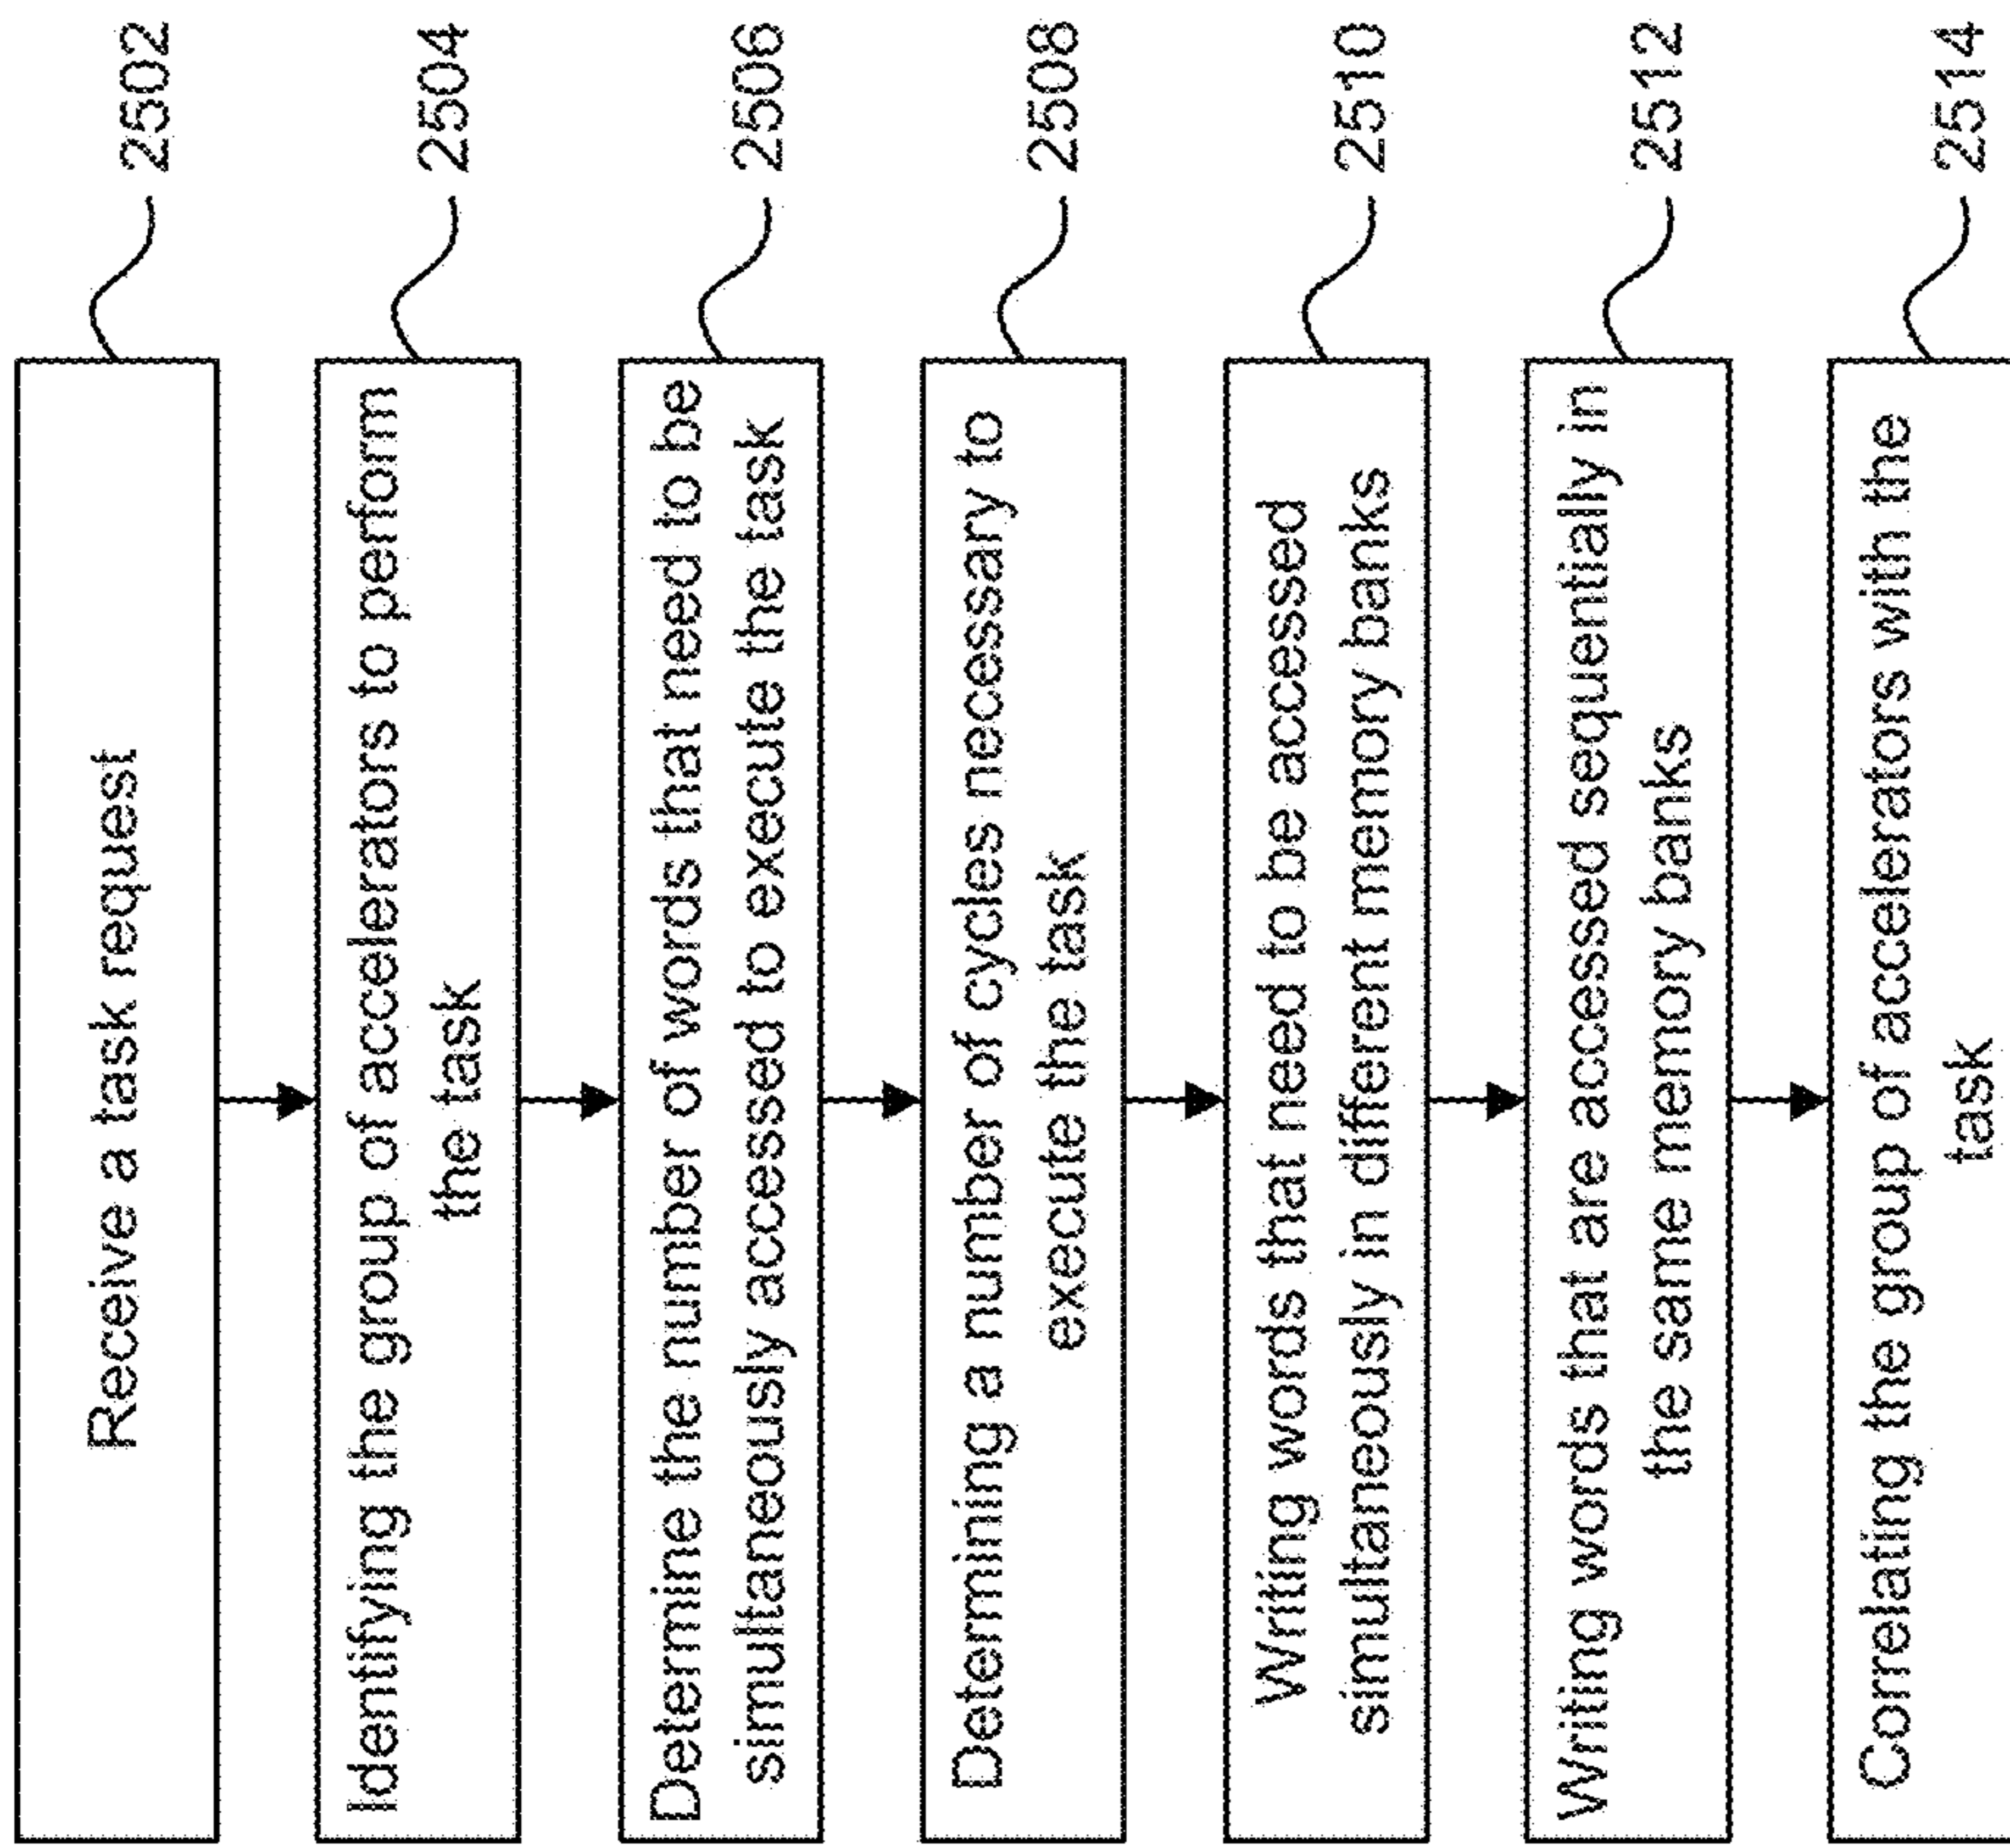 Receive a task request
2502
Identifying the group of accelerators to perform
the task
2504
Determine the number of words that need to be
simultaneously accessed to execute the task
2506
Determining a number of cycles necessary to
execute the task
2508
Writing words that need to be accessed
simultaneously in different memory banks
2510
Writing words that are accessed sequentially in
the same memory banks
2512
Correlating the group of accelerators with the
task
2514